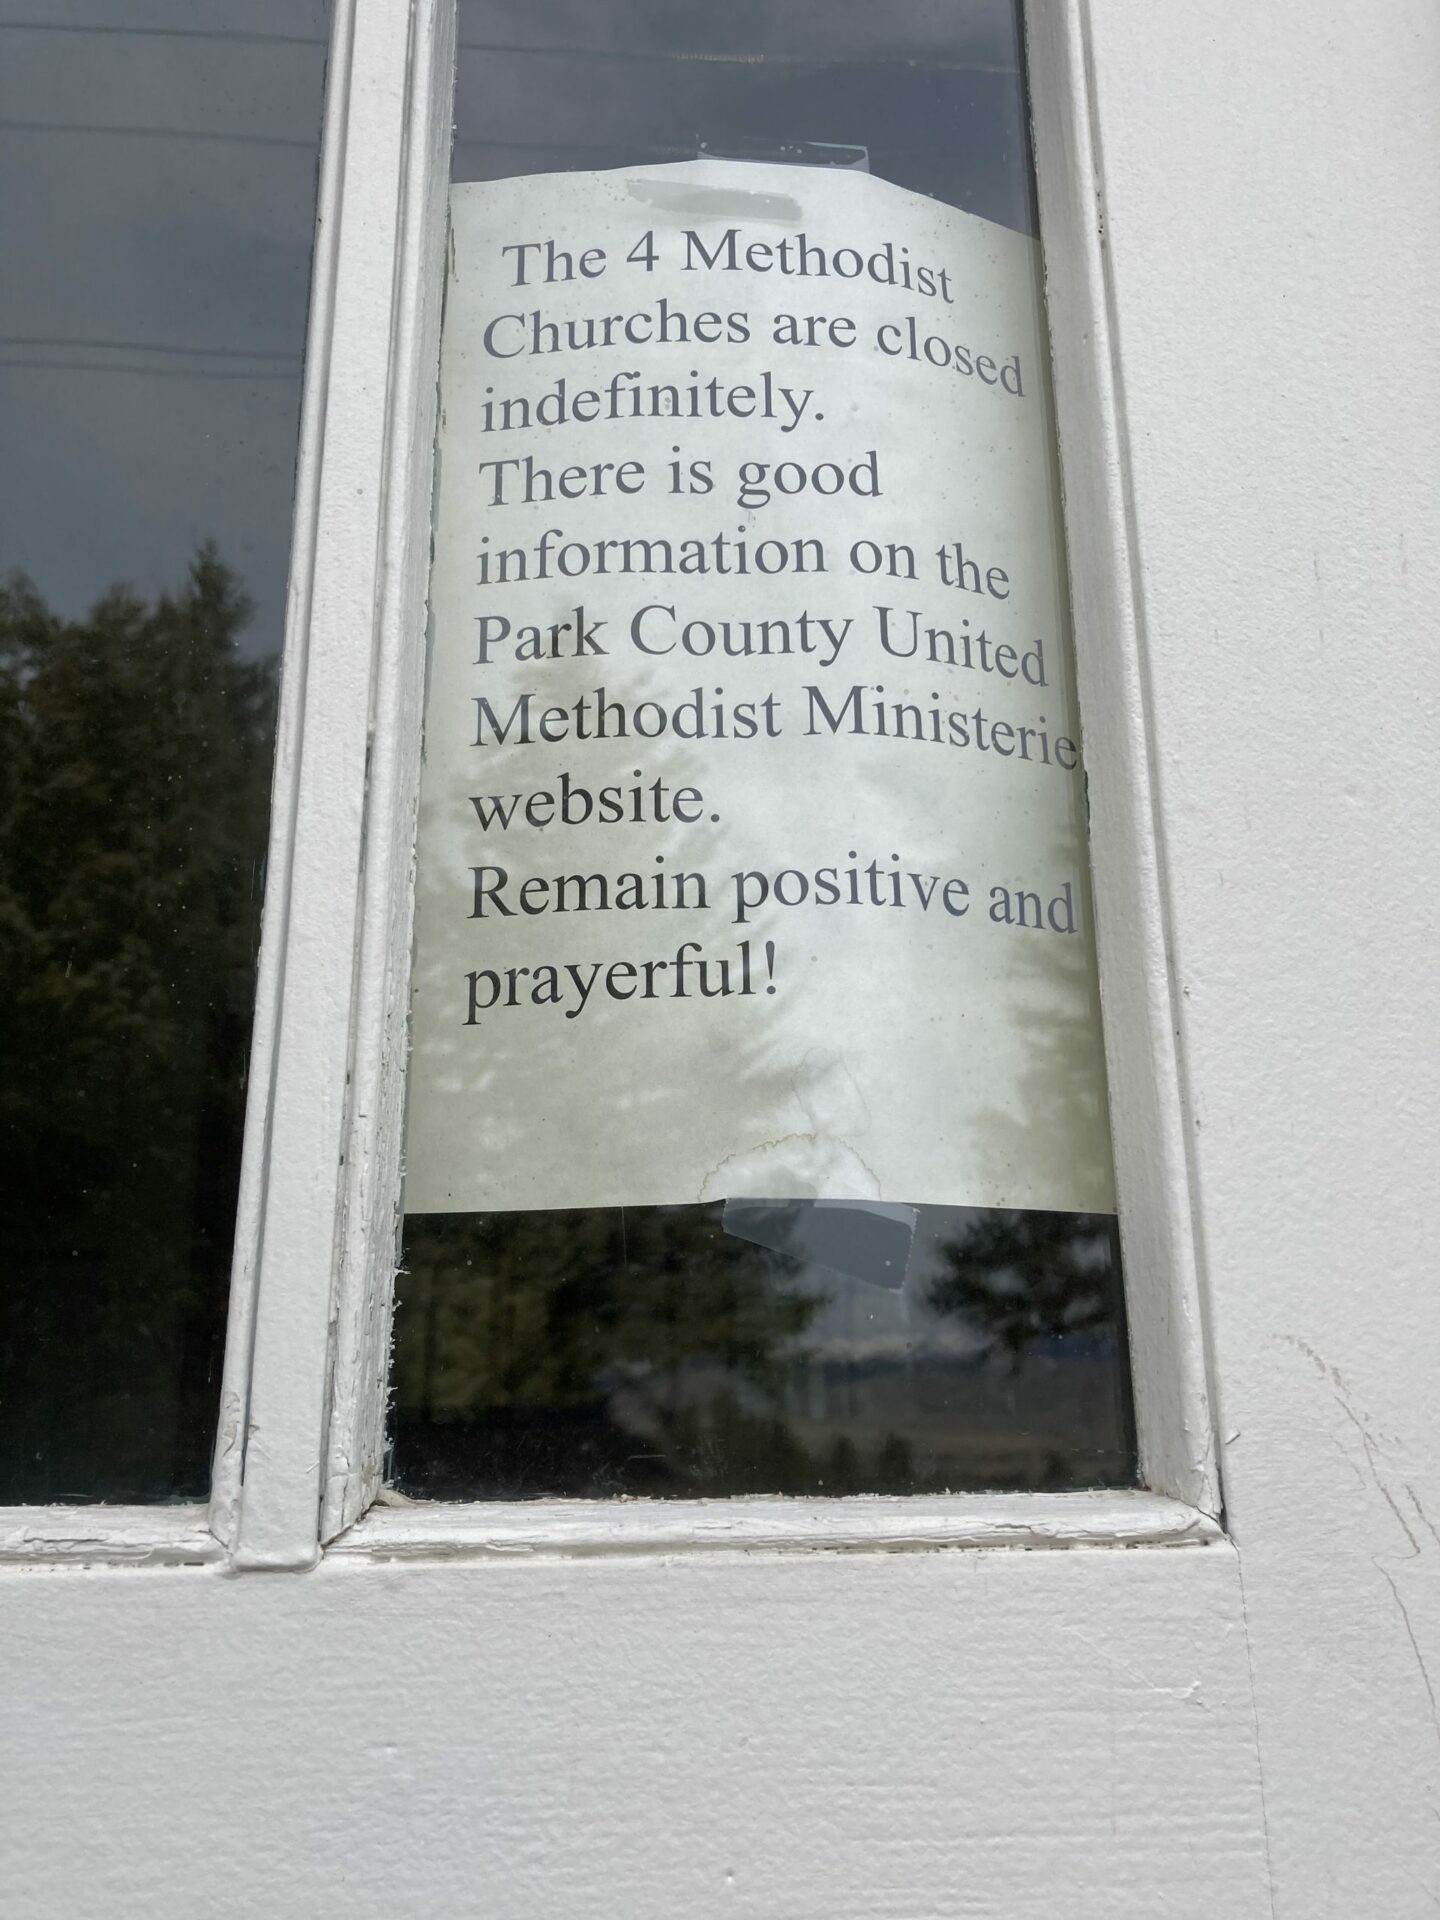 The 4 Methodist
Churches are closed
indefinitely.
There is good
information on the
Park County United
Methodist Ministerie
website.
Remain positive and
prayerful!